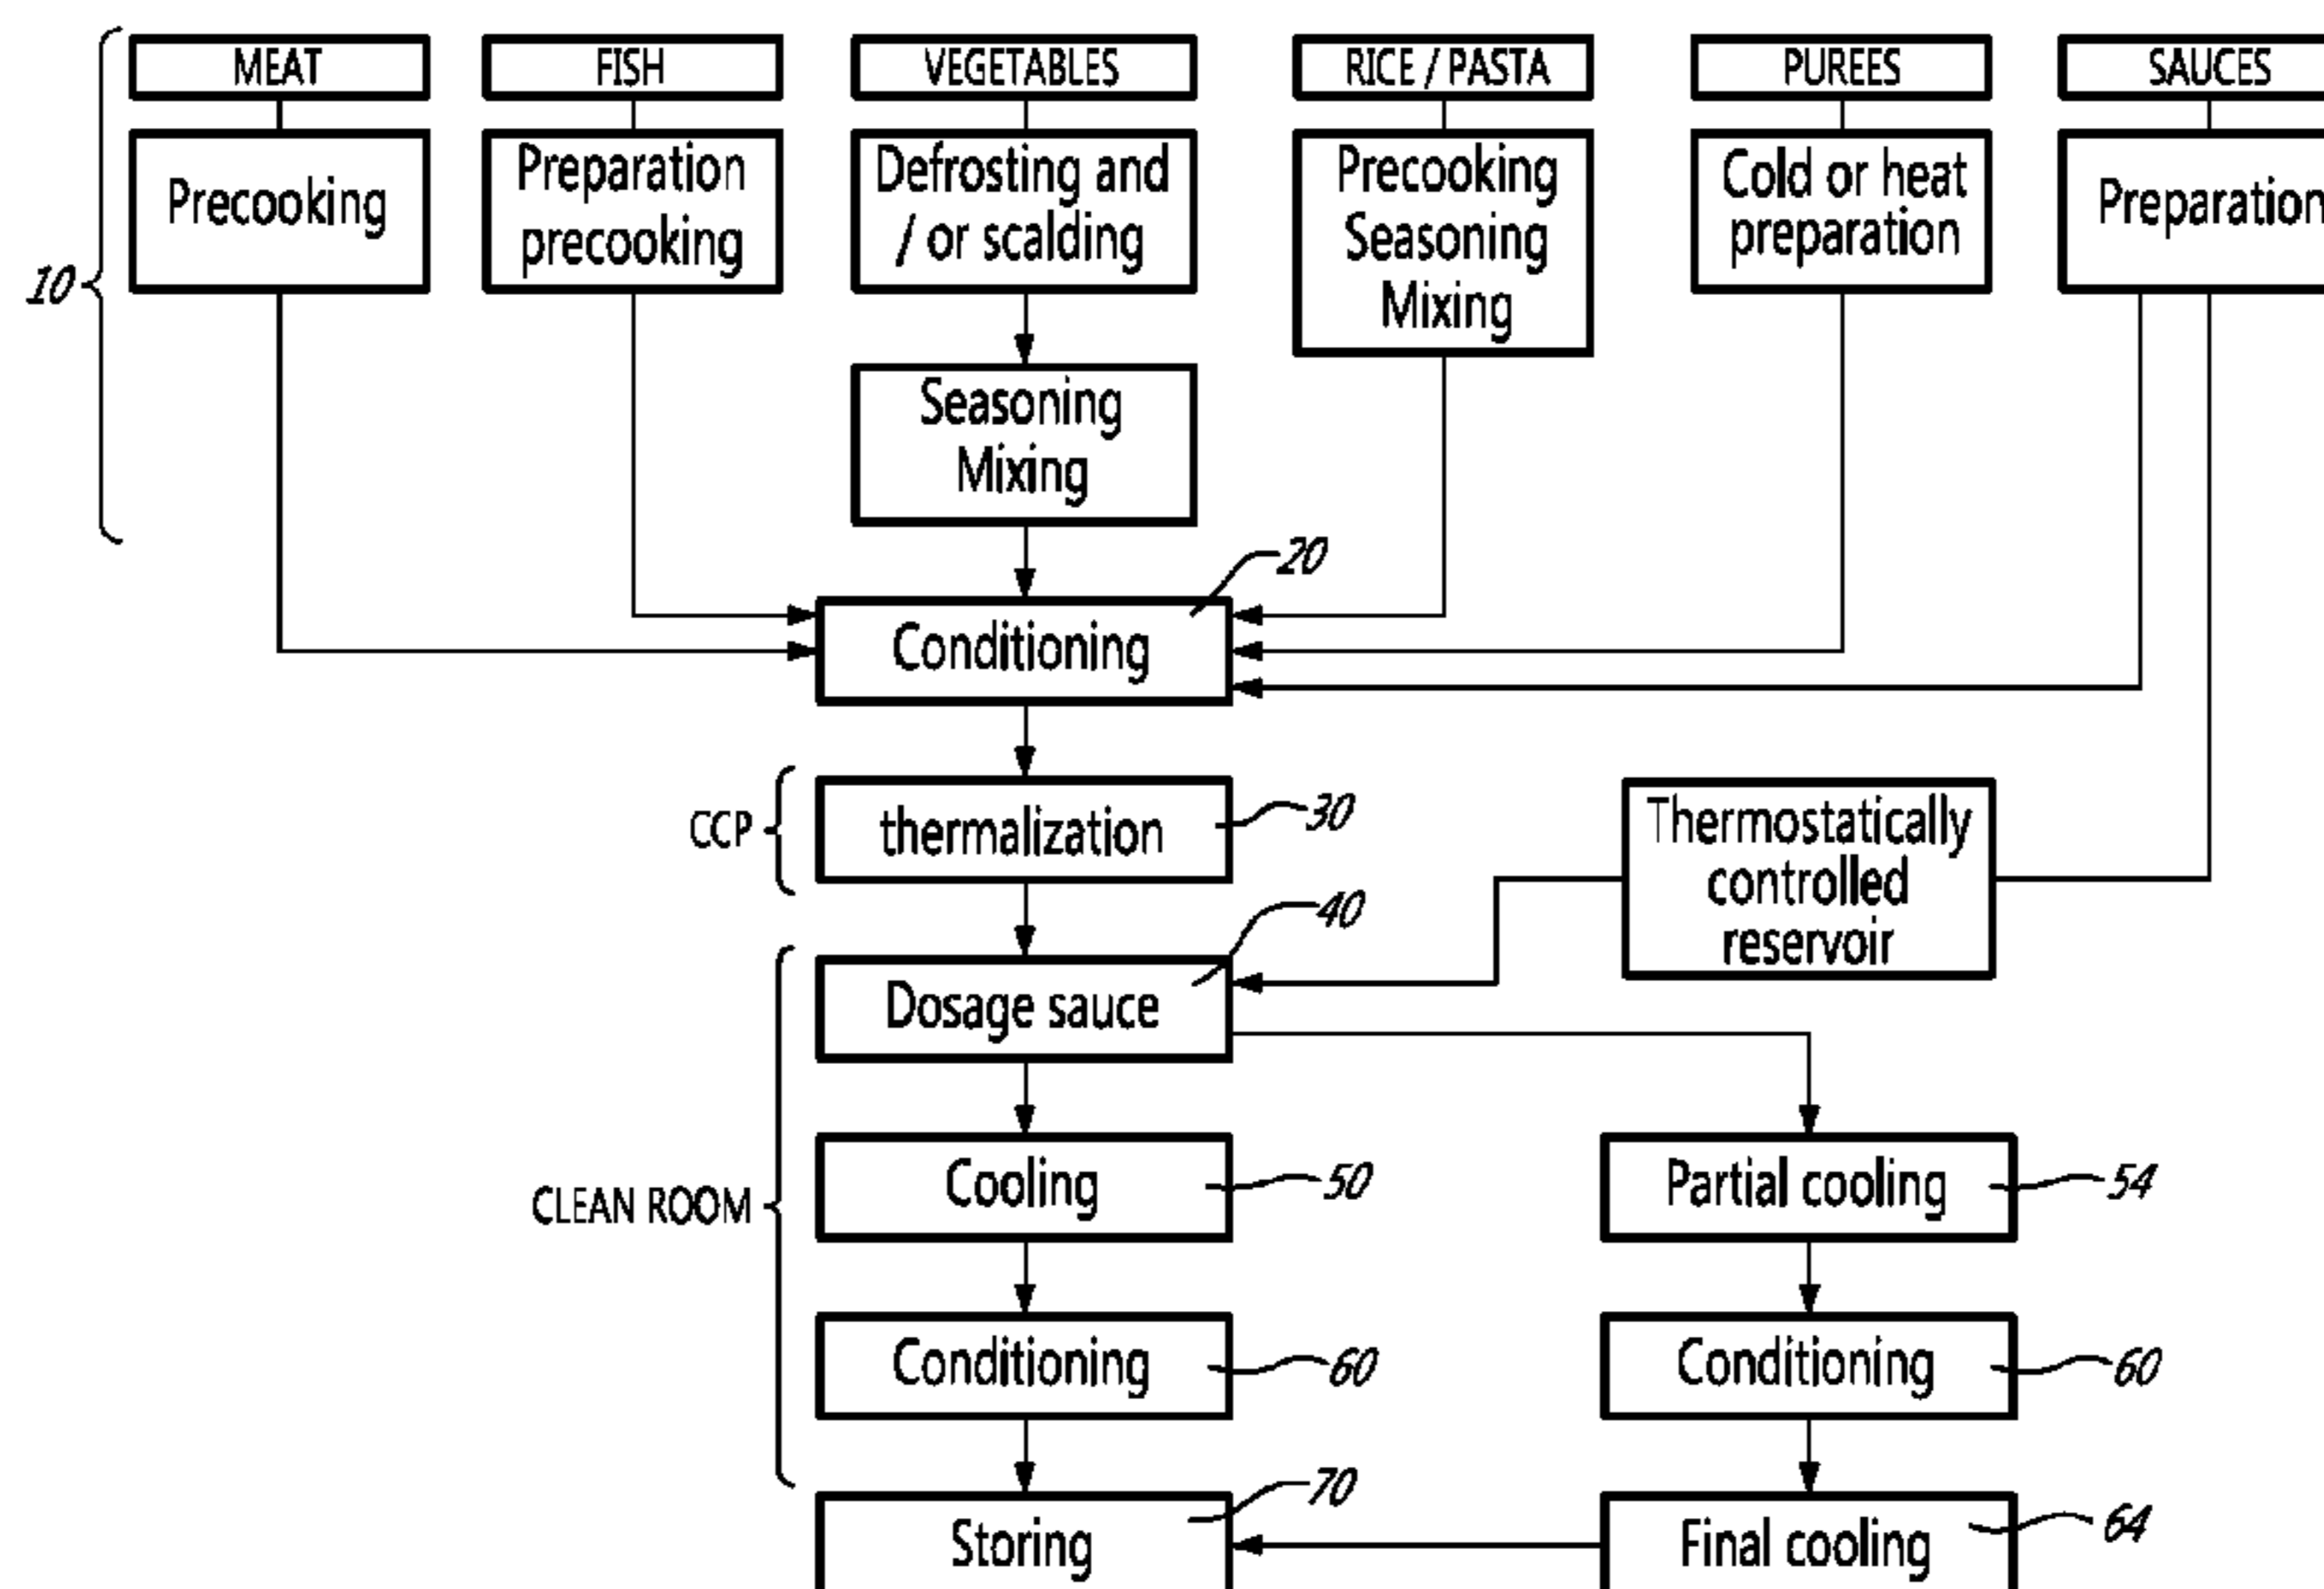 MEAT
FISH
VEGETABLES
RICE / PASTA
PUREES
SAUCES
Precooking
Preparation
precooking
Defrosting and
/ or scalding
Precooking
Seasoning
Mixing
Cold or heat
preparation
Preparation
10
Seasoning
Mixing
20
Conditioning
CCP
thermalization
30
Thermostatically
controlled
reservoir
40
Dosage sauce
CLEAN ROOM
Cooling
50
Partial cooling
54
Conditioning
60
Conditioning
60
70
Storing
Final cooling
64